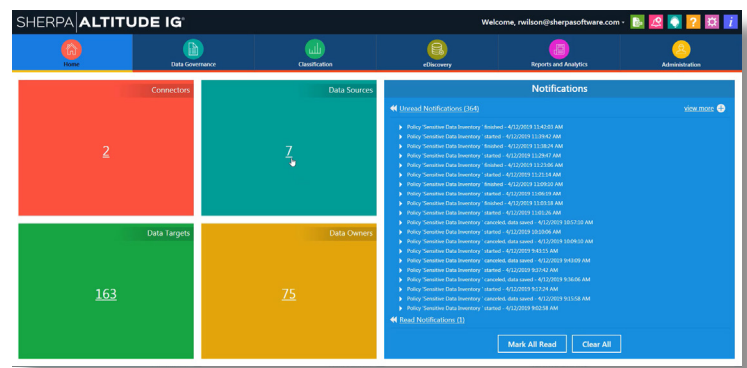 SHERPA ALTITUDE IG®
Welcome, rwilson@sherpasoftware.com
Home
Data Governance
Classification
eDiscovery
Reports and Analytics
Administration
Connectors
2
Data Sources
7
Data Targets
163
Data Owners
75
Notifications
Unread Notifications (364)
view more
Policy 'Sensitive Data Inventory ' finished - 4/12/2019 11:42:03 AM
Policy 'Sensitive Data Inventory ' started - 4/12/2019 11:39:42 AM
Policy 'Sensitive Data Inventory ' finished - 4/12/2019 11:38:24 AM
Policy 'Sensitive Data Inventory ' started - 4/12/2019 11:29:47 AM
Policy 'Sensitive Data Inventory ' finished - 4/12/2019 11:23:06 AM
Policy 'Sensitive Data Inventory ' started - 4/12/2019 11:21:14 AM
Policy 'Sensitive Data Inventory ' finished - 4/12/2019 11:09:10 AM
Policy 'Sensitive Data Inventory ' started - 4/12/2019 11:06:19 AM
Policy 'Sensitive Data Inventory ' finished - 4/12/2019 11:03:18 AM
Policy 'Sensitive Data Inventory ' started - 4/12/2019 11:01:26 AM
Policy 'Sensitive Data Inventory ' canceled, data saved - 4/12/2019 10:57:10 AM
Policy 'Sensitive Data Inventory ' started - 4/12/2019 10:10:06 AM
Policy 'Sensitive Data Inventory ' canceled, data saved - 4/12/2019 10:09:10 AM
Policy 'Sensitive Data Inventory ' started - 4/12/2019 9:43:15 AM
Policy 'Sensitive Data Inventory ' canceled, data saved - 4/12/2019 9:43:09 AM
Policy 'Sensitive Data Inventory ' started - 4/12/2019 9:37:42 AM
Policy 'Sensitive Data Inventory ' canceled, data saved - 4/12/2019 9:36:06 AM
Policy 'Sensitive Data Inventory ' started - 4/12/2019 9:17:24 AM
Policy 'Sensitive Data Inventory ' canceled, data saved - 4/12/2019 9:15:58 AM
Policy 'Sensitive Data Inventory ' started - 4/12/2019 9:02:58 AM
Read Notifications (1)
Mark All Read
Clear All